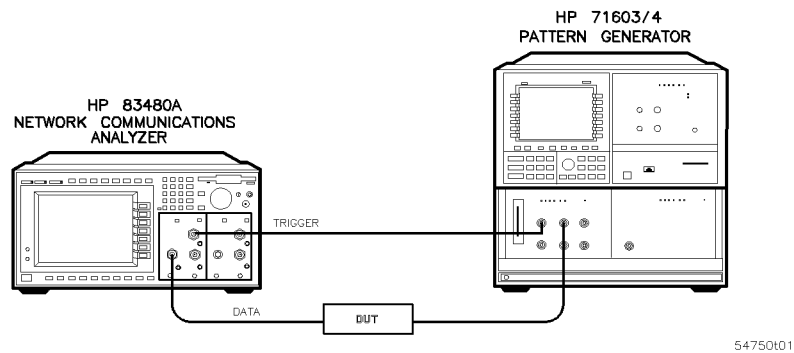 HP 71603/4
PATTERN GENERATOR
HP 83480A
NETWORK COMMUNICATIONS
ANALYZER
TRIGGER
DATA
DUT
54750t01